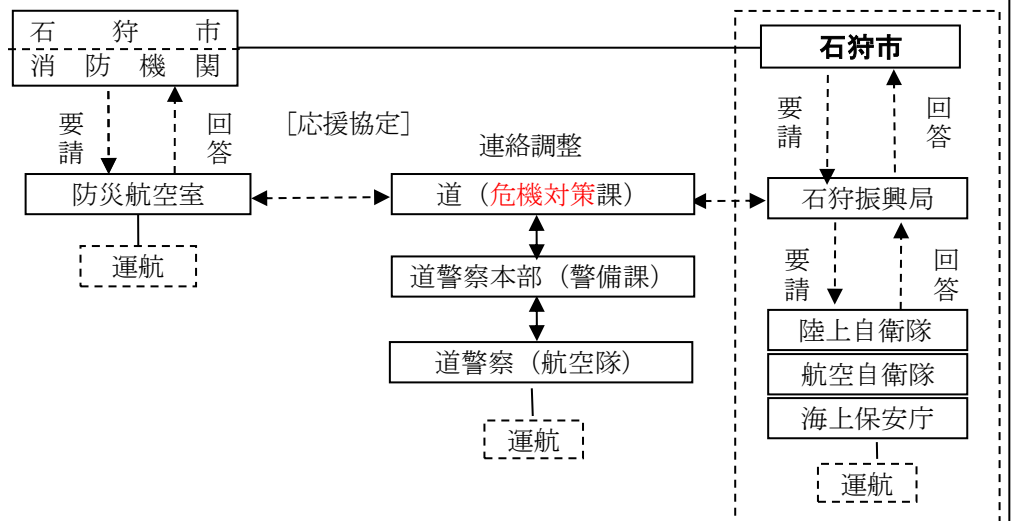 石狩市
消防機関
石狩市
要請
回答
［応援協定］
連絡調整
要請
回答
防災航空室
道（危機対策課）
石狩振興局
運航
道警察本部（警備課）
要請
回答
道警察（航空隊）
陸上自衛隊
航空自衛隊
海上保安庁
運航
運航